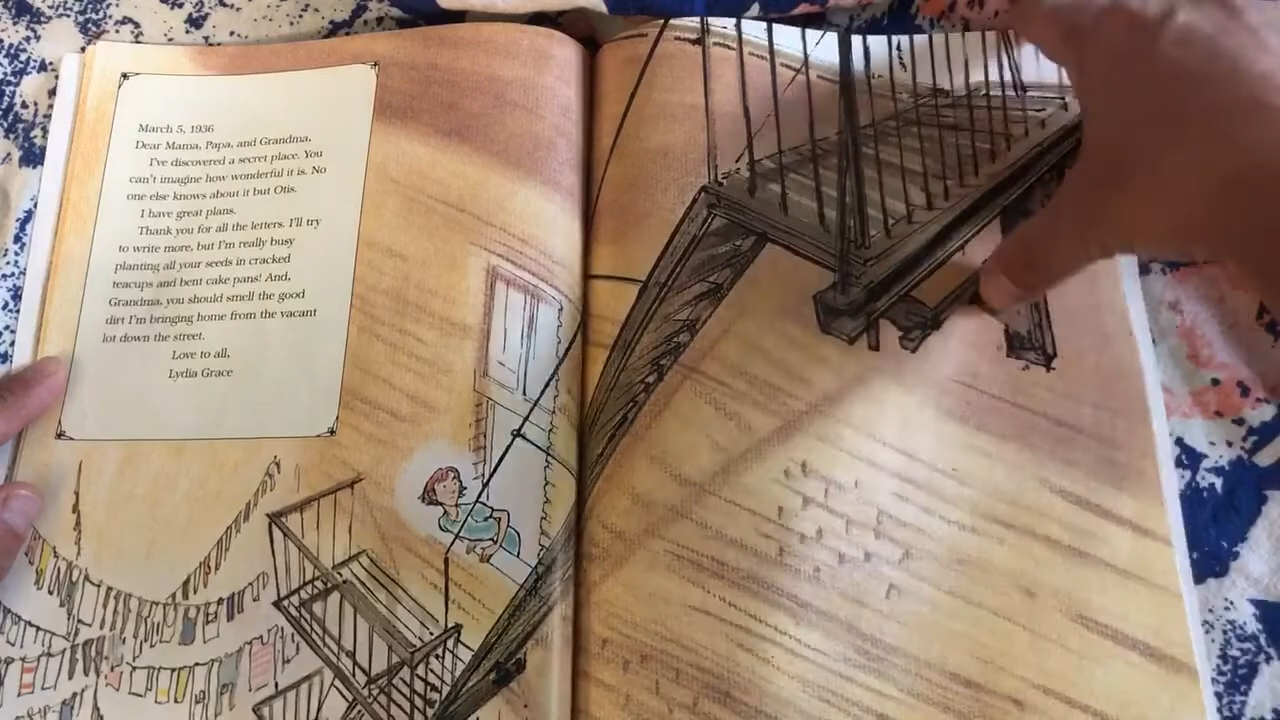 March 5, 1936
Dear Mama, Papa, and Grandma,
I've discovered a secret place. You
can't imagine how wonderful it is. No
one else knows about it but Otis.
I have great plans.
Thank you for all the letters. I'll try
to write more, but I'm really busy
planting all your seeds in cracked
teacups and bent cake pans! And,
Grandma, you should smell the good
dirt I'm bringing home from the vacant
lot down the street.
Love to all,
Lydia Grace